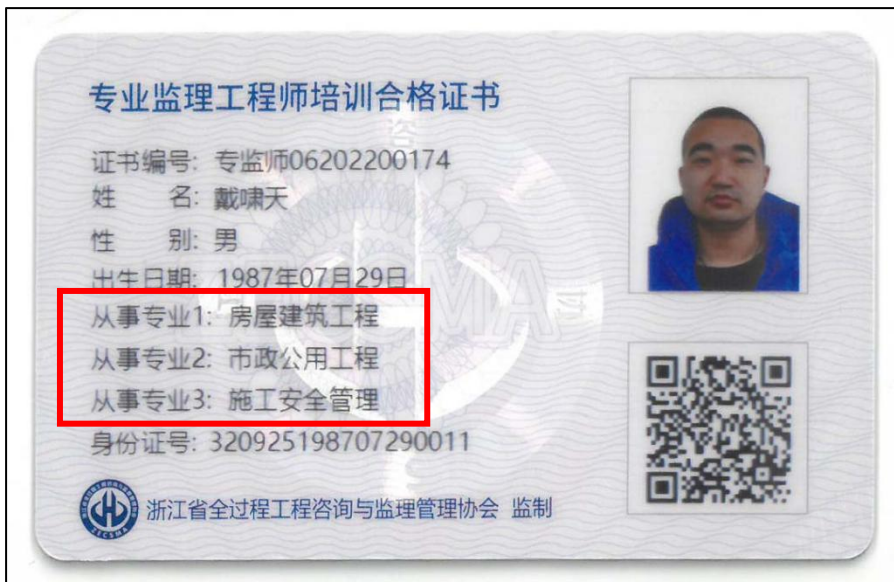 专业监理工程师培训合格证书
证书编号: 专监师06202200174
姓 名: 戴啸天
性 别: 男
出生日期: 1987年07月29日
从事专业1: 房屋建筑工程
从事专业2: 市政公用工程
从事专业3: 施工安全管理
身份证号: 320925198707290011
浙江省全过程工程咨询与监理管理协会 监制
ZECSMA